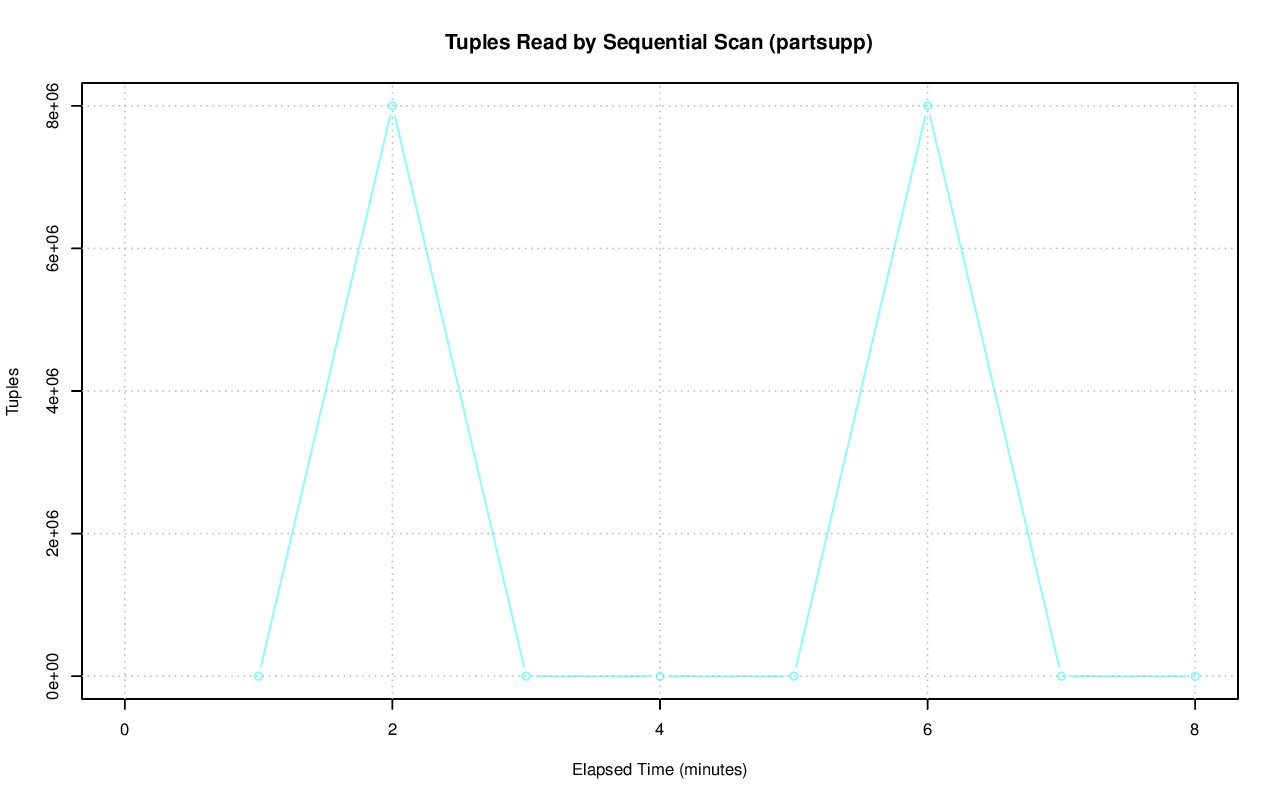 Tuples Read by Sequential Scan (partsupp)
Tuples
8e+06
6e+06
4e+06
2e+06
0e+00
0 2 4 6 8
Elapsed Time (minutes)